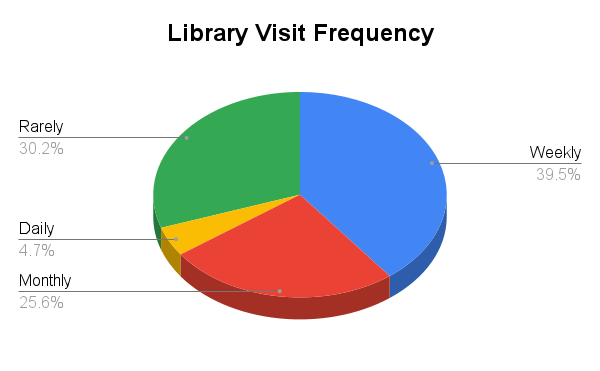 Library Visit Frequency
Rarely
30.2%
Weekly
39.5%
Daily
4.7%
Monthly
25.6%